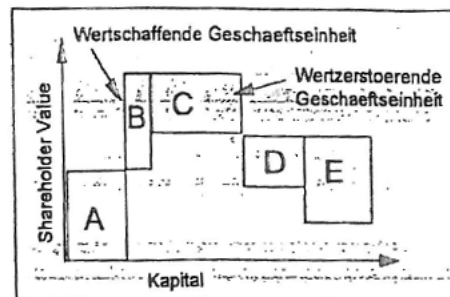 Wertschaffende Geschaeftseinheit
Wertzerstoerende
Geschaeftseinheit
Shareholder Value
A
B
C
D
E
Kapital